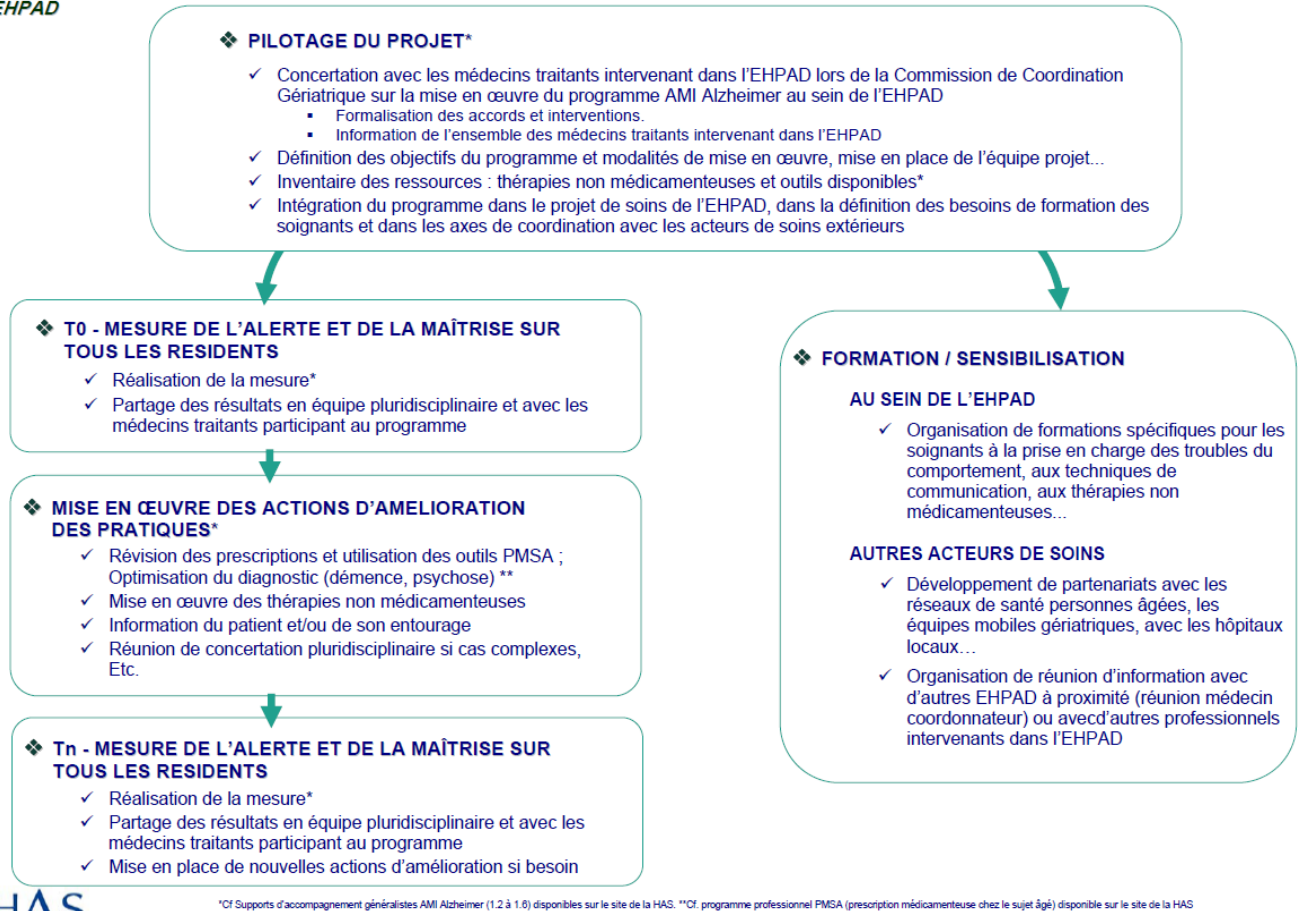 EHPAD
❖ PILOTAGE DU PROJET*
✓ Concertation avec les médecins traitants intervenant dans l'EHPAD lors de la Commission de Coordination
Gériatrique sur la mise en œuvre du programme AMI Alzheimer au sein de l'EHPAD
▪ Formalisation des accords et interventions.
▪ Information de l'ensemble des médecins traitants intervenant dans l'EHPAD
✓ Définition des objectifs du programme et modalités de mise en œuvre, mise en place de l'équipe projet...
✓ Inventaire des ressources : thérapies non médicamenteuses et outils disponibles*
✓ Intégration du programme dans le projet de soins de l'EHPAD, dans la définition des besoins de formation des
soignants et dans les axes de coordination avec les acteurs de soins extérieurs
❖ T0 - MESURE DE L'ALERTE ET DE LA MAÎTRISE SUR
TOUS LES RESIDENTS
✓ Réalisation de la mesure*
✓ Partage des résultats en équipe pluridisciplinaire et avec les
médecins traitants participant au programme
❖ MISE EN ŒUVRE DES ACTIONS D'AMELIORATION
DES PRATIQUES*
✓ Révision des prescriptions et utilisation des outils PMSA ;
Optimisation du diagnostic (démence, psychose) **
✓ Mise en œuvre des thérapies non médicamenteuses
✓ Information du patient et/ou de son entourage
✓ Réunion de concertation pluridisciplinaire si cas complexes,
Etc.
❖ Tn - MESURE DE L'ALERTE ET DE LA MAÎTRISE SUR
TOUS LES RESIDENTS
✓ Réalisation de la mesure*
✓ Partage des résultats en équipe pluridisciplinaire et avec les
médecins traitants participant au programme
✓ Mise en place de nouvelles actions d'amélioration si besoin
❖ FORMATION / SENSIBILISATION
AU SEIN DE L'EHPAD
✓ Organisation de formations spécifiques pour les
soignants à la prise en charge des troubles du
comportement, aux techniques de
communication, aux thérapies non
médicamenteuses...
AUTRES ACTEURS DE SOINS
✓ Développement de partenariats avec les
réseaux de santé personnes âgées, les
équipes mobiles gériatriques, avec les hôpitaux
locaux…
✓ Organisation de réunion d'information avec
d'autres EHPAD à proximité (réunion médecin
coordonnateur) ou avecd'autres professionnels
intervenants dans l'EHPAD
HAS
*Cf Supports d'accompagnement généralistes AMI Alzheimer (1.2 à 1.6) disponibles sur le site de la HAS. **Cf. programme professionnel PMSA (prescription médicamenteuse chez le sujet âgé) disponible sur le site de la HAS